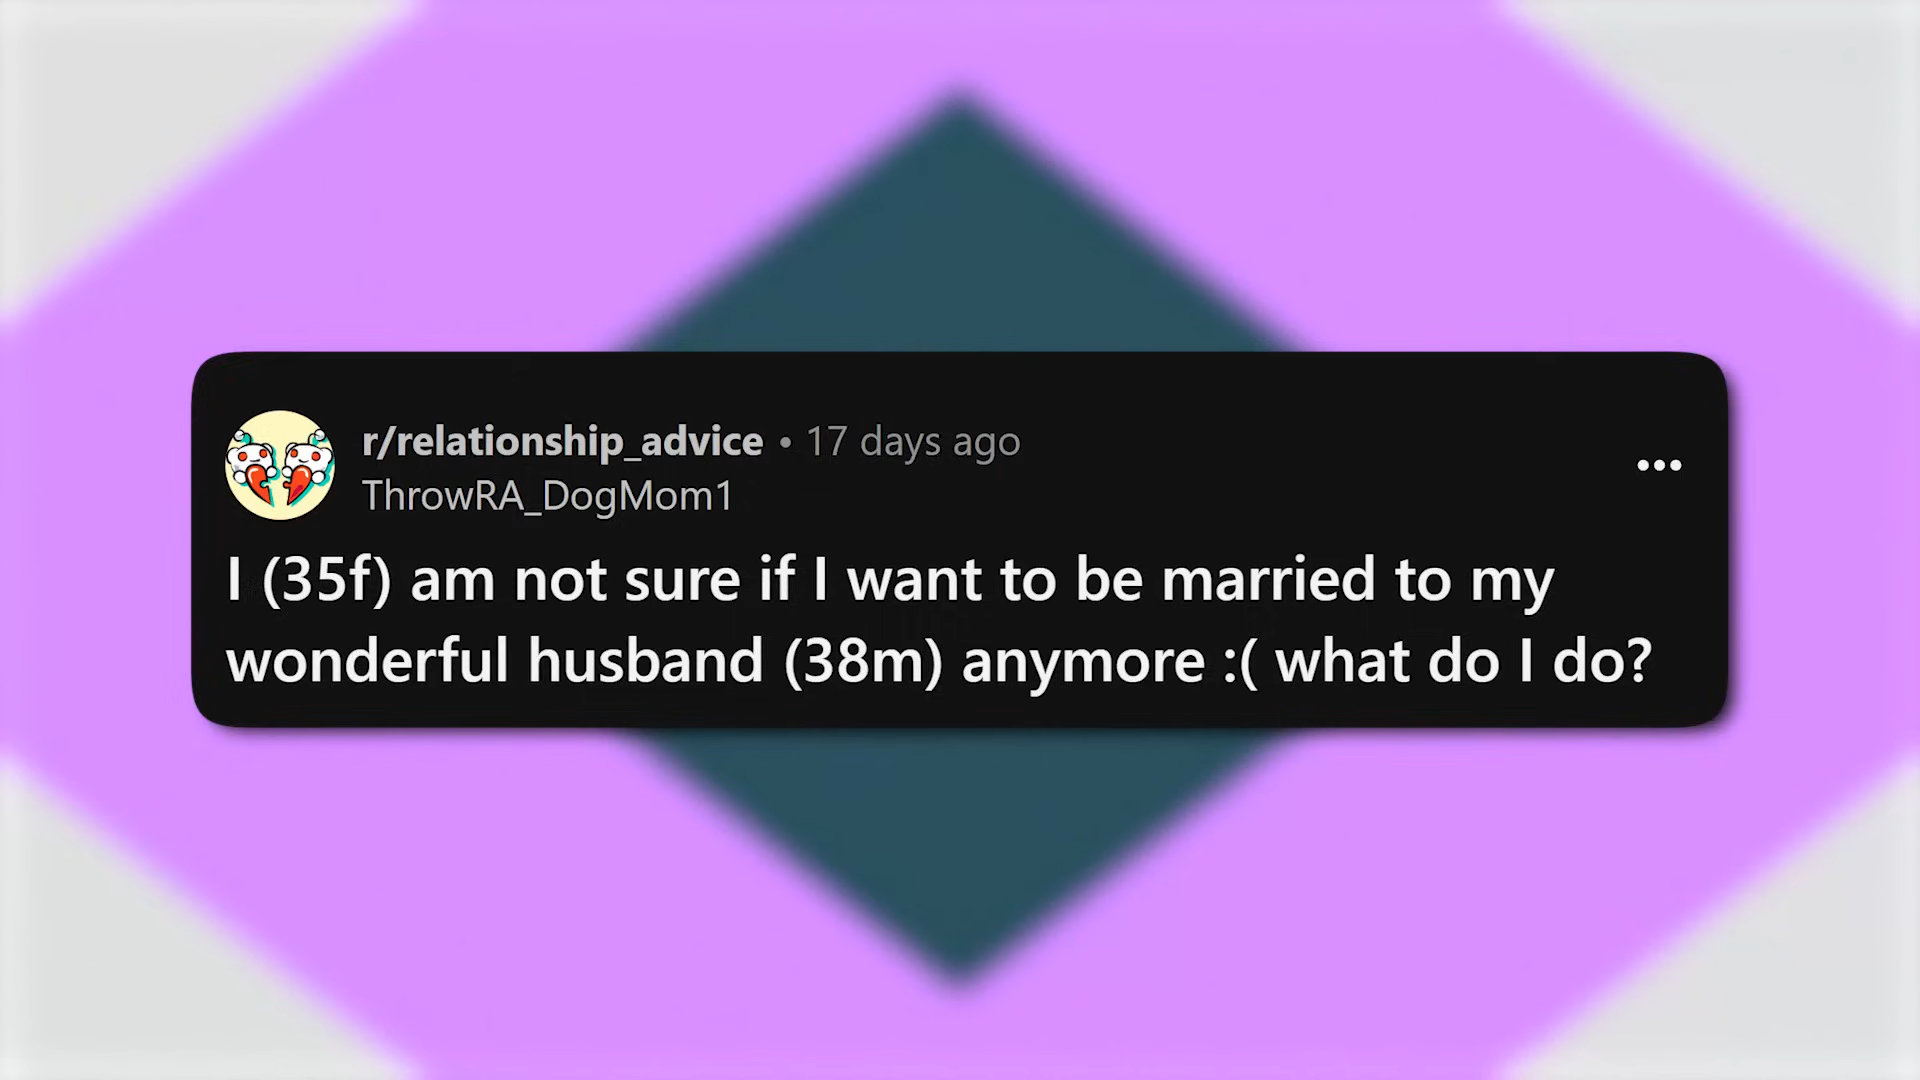 r/relationship_advice • 17 days ago
ThrowRA_DogMom1
I (35f) am not sure if I want to be married to my
wonderful husband (38m) anymore :( what do I do?